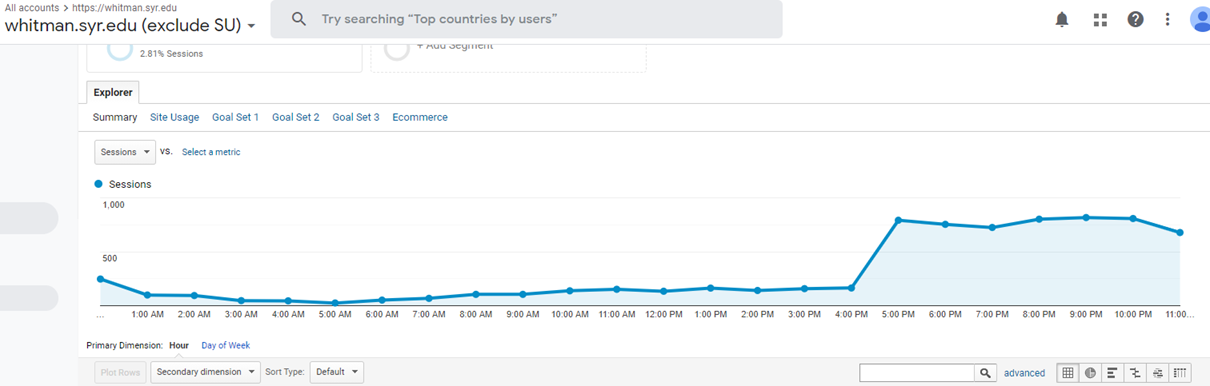 All accounts > https://whitman.syr.edu
whitman.syr.edu (exclude SU)
Try searching “Top countries by users”
2.81% Sessions
+ Add Segment
Explorer
Summary Site Usage Goal Set 1 Goal Set 2 Goal Set 3 Ecommerce
Sessions vs. Select a metric
Sessions
1,000
500
... 1:00 AM 2:00 AM 3:00 AM 4:00 AM 5:00 AM 6:00 AM 7:00 AM 8:00 AM 9:00 AM 10:00 AM 11:00 AM 12:00 PM 1:00 PM 2:00 PM 3:00 PM 4:00 PM 5:00 PM 6:00 PM 7:00 PM 8:00 PM 9:00 PM 10:00 PM 11:00...
Primary Dimension: Hour Day of Week
Plot Rows Secondary dimension Sort Type: Default advanced